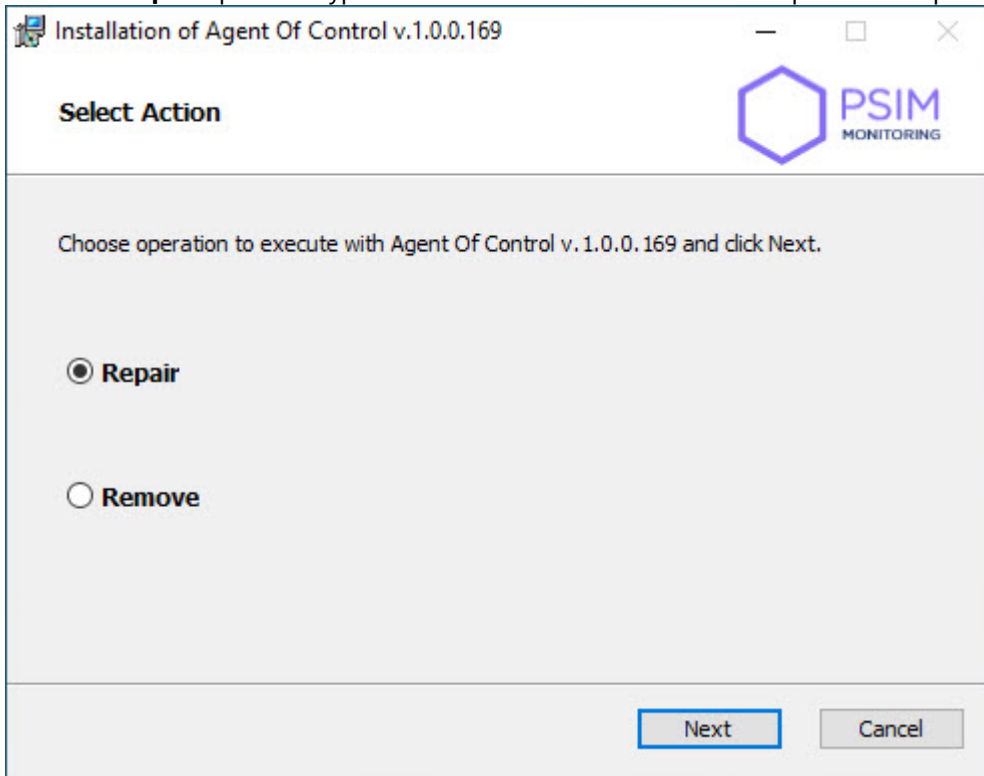 Installation of Agent Of Control v.1.0.0.169
Select Action
PSIM
MONITORING
Choose operation to execute with Agent Of Control v.1.0.0.169 and click Next.
Repair
Remove
Next
Cancel